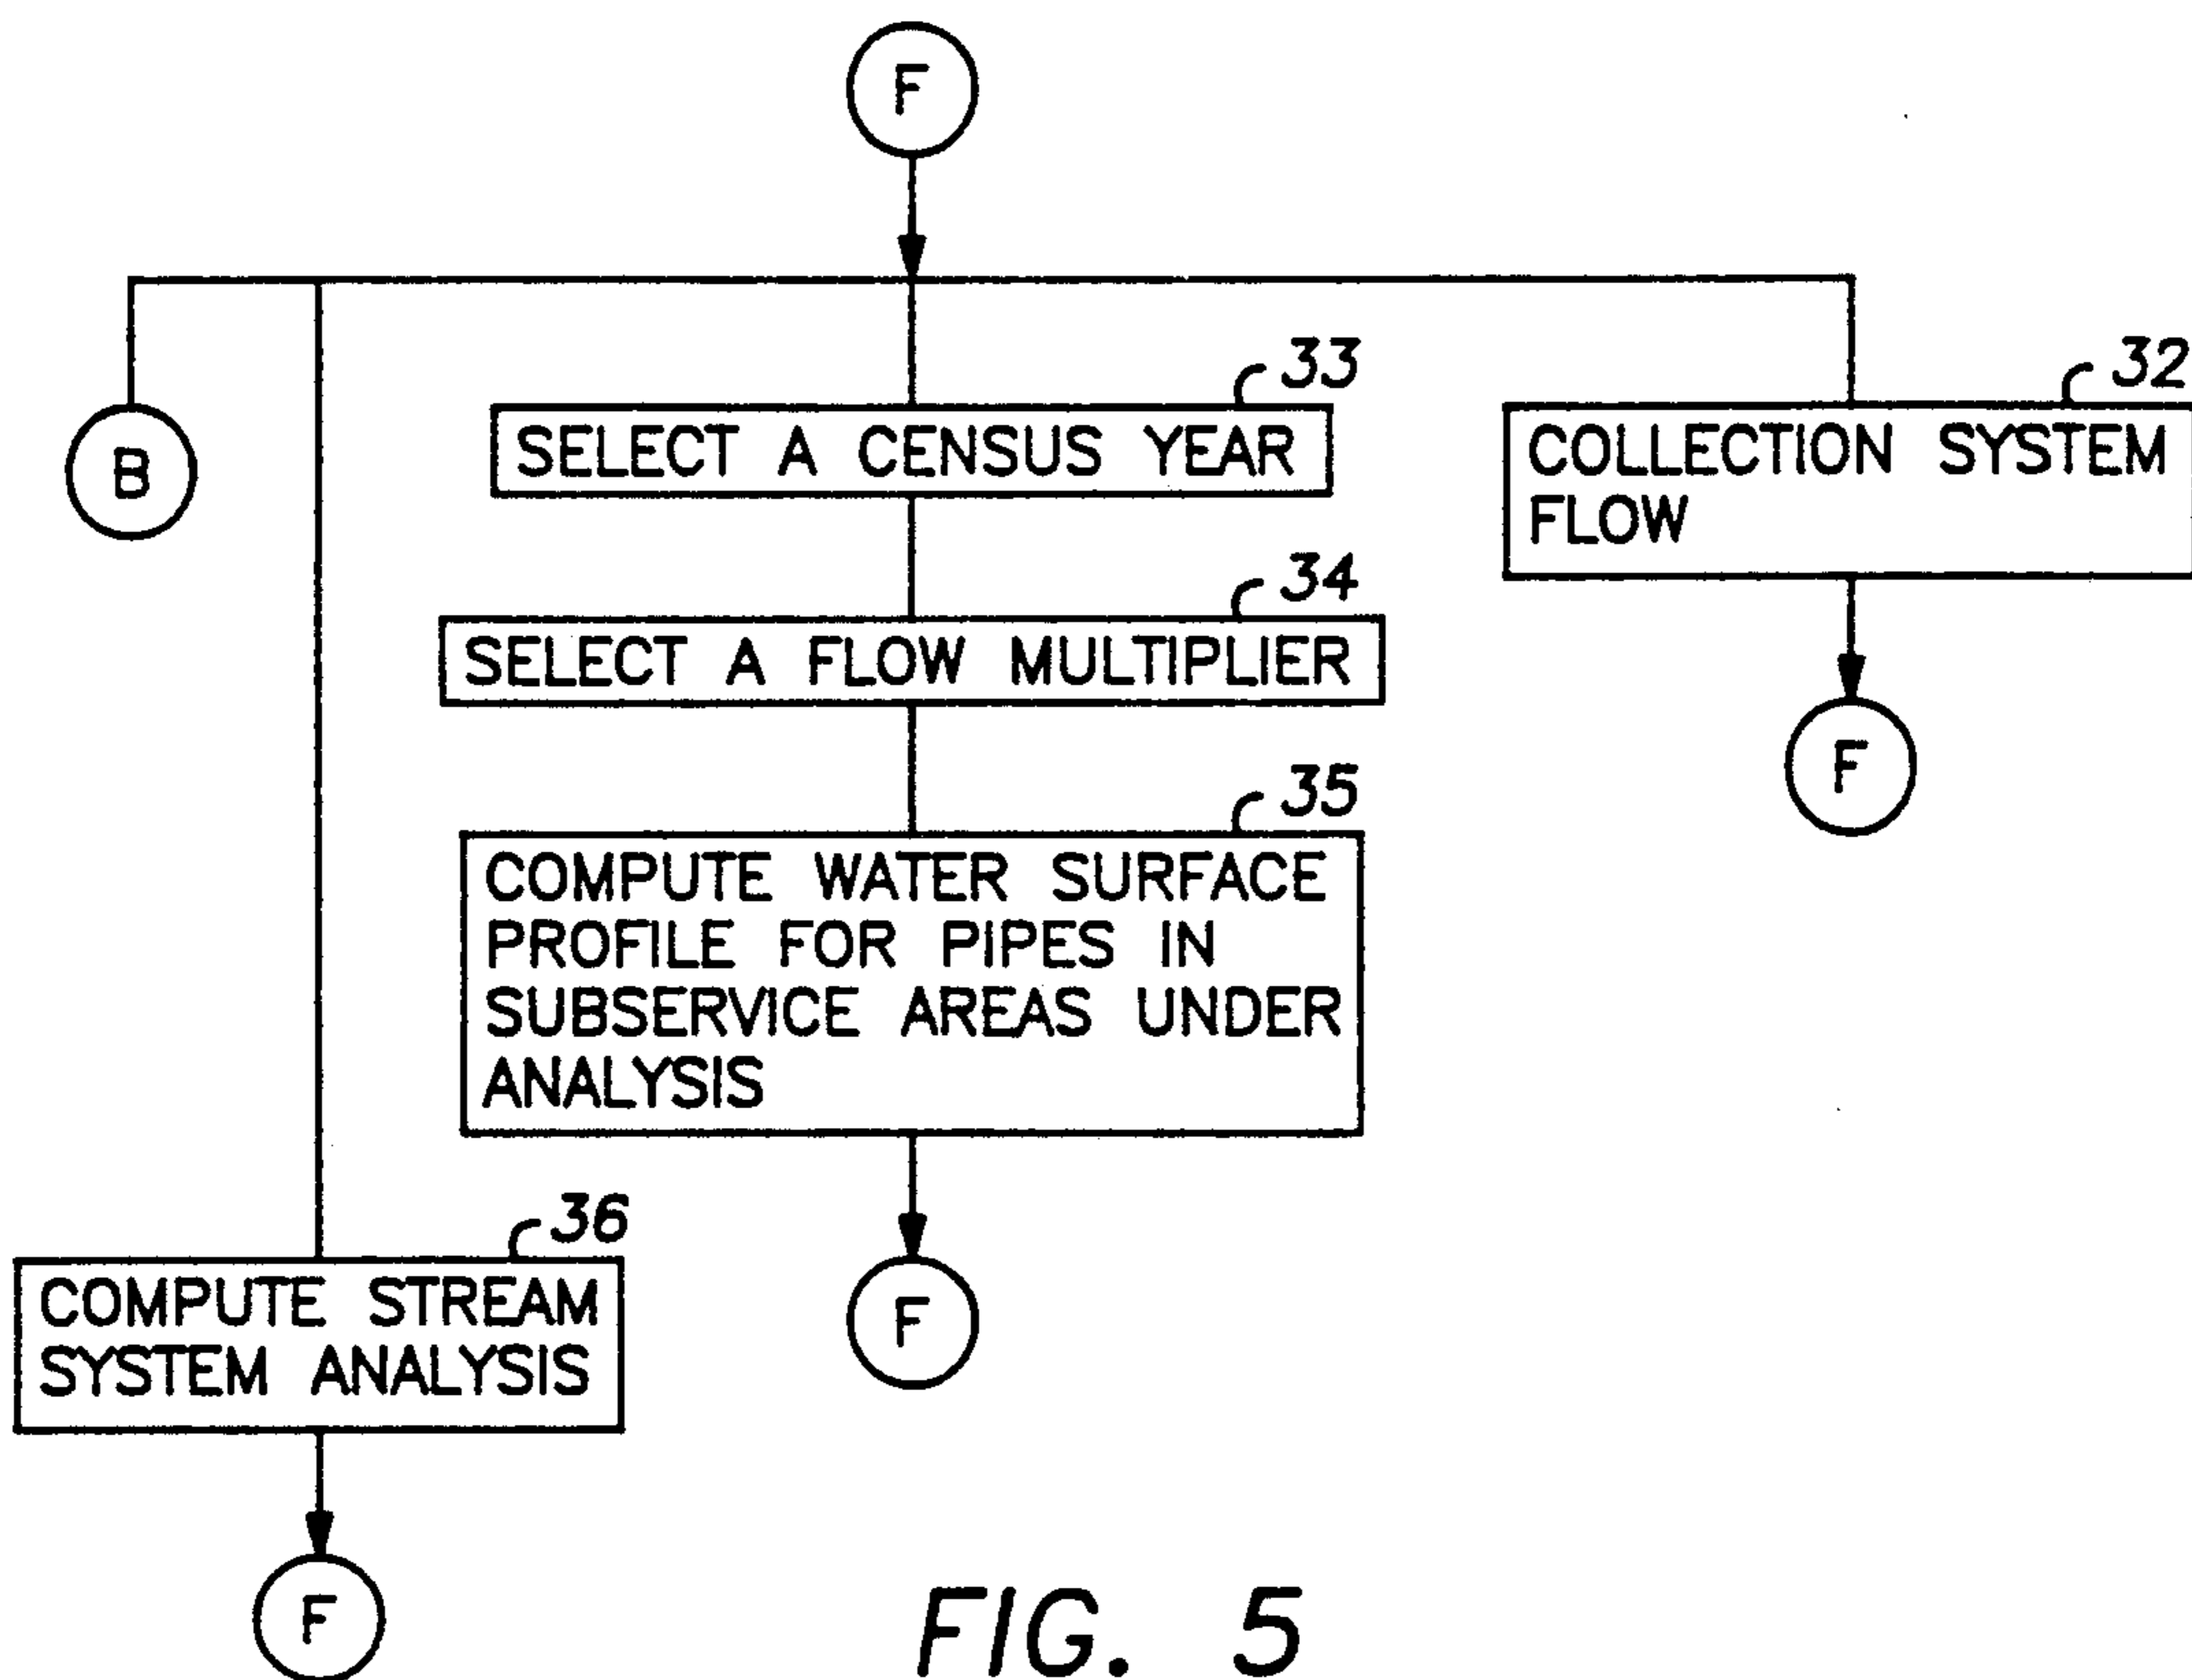 F
33
32
B
SELECT A CENSUS YEAR
COLLECTION SYSTEM
FLOW
34
SELECT A FLOW MULTIPLIER
F
35
COMPUTE WATER SURFACE
PROFILE FOR PIPES IN
SUBSERVICE AREAS UNDER
ANALYSIS
36
COMPUTE STREAM
SYSTEM ANALYSIS
F
F
FIG. 5